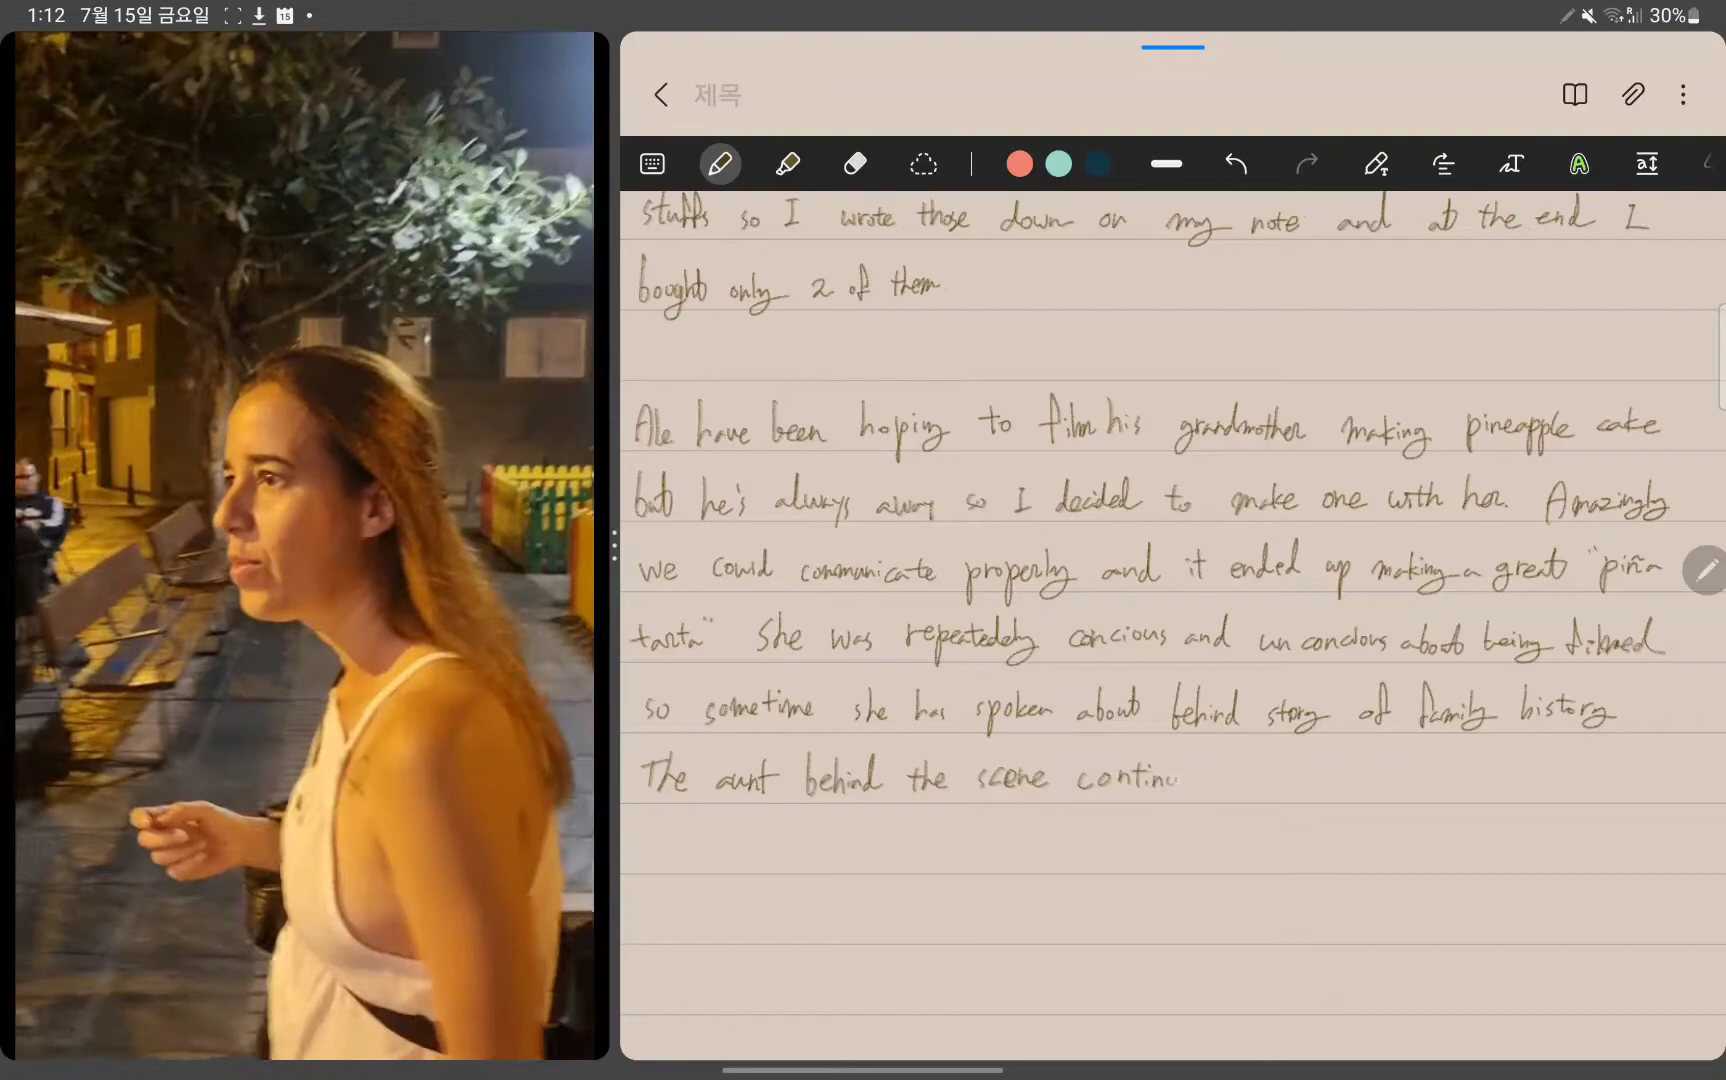 1:12 7월 15일 금요일 15
30%
제목
stuffs so I wrote those down on my note and at the end I
bought only 2 of them
Ale have been hoping to film his grandmother making pineapple cake
but he's always away so I decided to make one with her. Amazingly
we could communicate properly and it ended up making a great "piña
tarta" She was repeatedely concious and unconcious about being filmed
so sometime she has spoken about behind story of family history
The aunt behind the scene continu